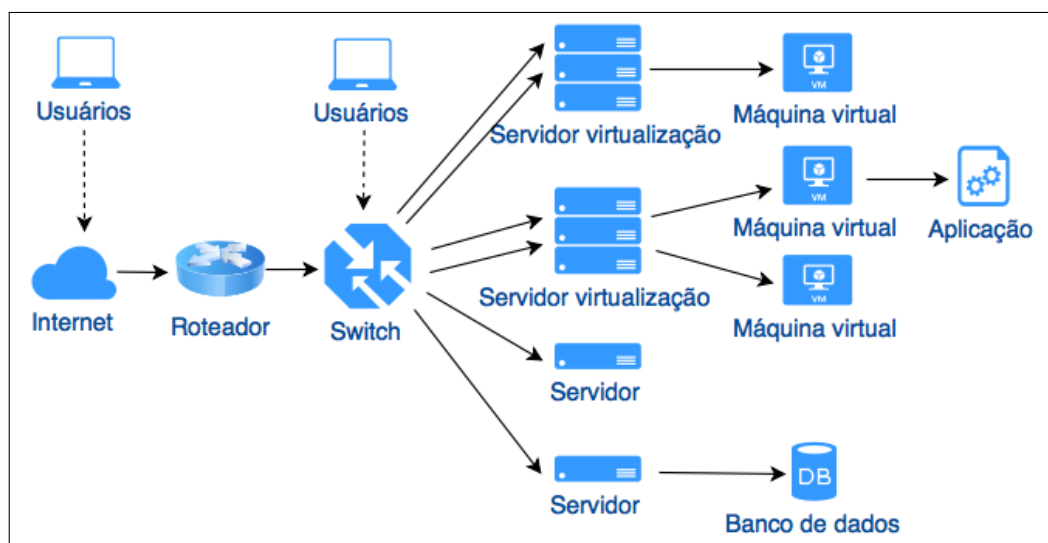 Usuários
Usuários
Servidor virtualização
VM
Máquina virtual
VM
Máquina virtual
Aplicação
Internet
Roteador
Switch
Servidor virtualização
VM
Máquina virtual
Servidor
DB
Servidor
Banco de dados